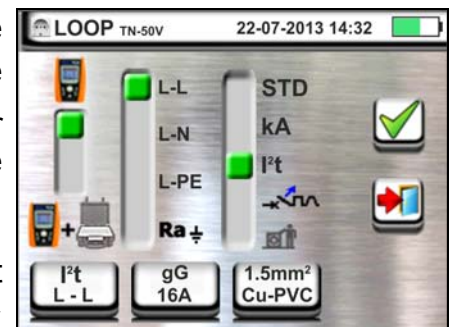 LOOP TN-50V 22-07-2013 14:32
L-L
L-N
L-PE
Ra
STD
kA
I²t
+
I²t
L - L
gG
16A
1.5mm²
Cu-PVC